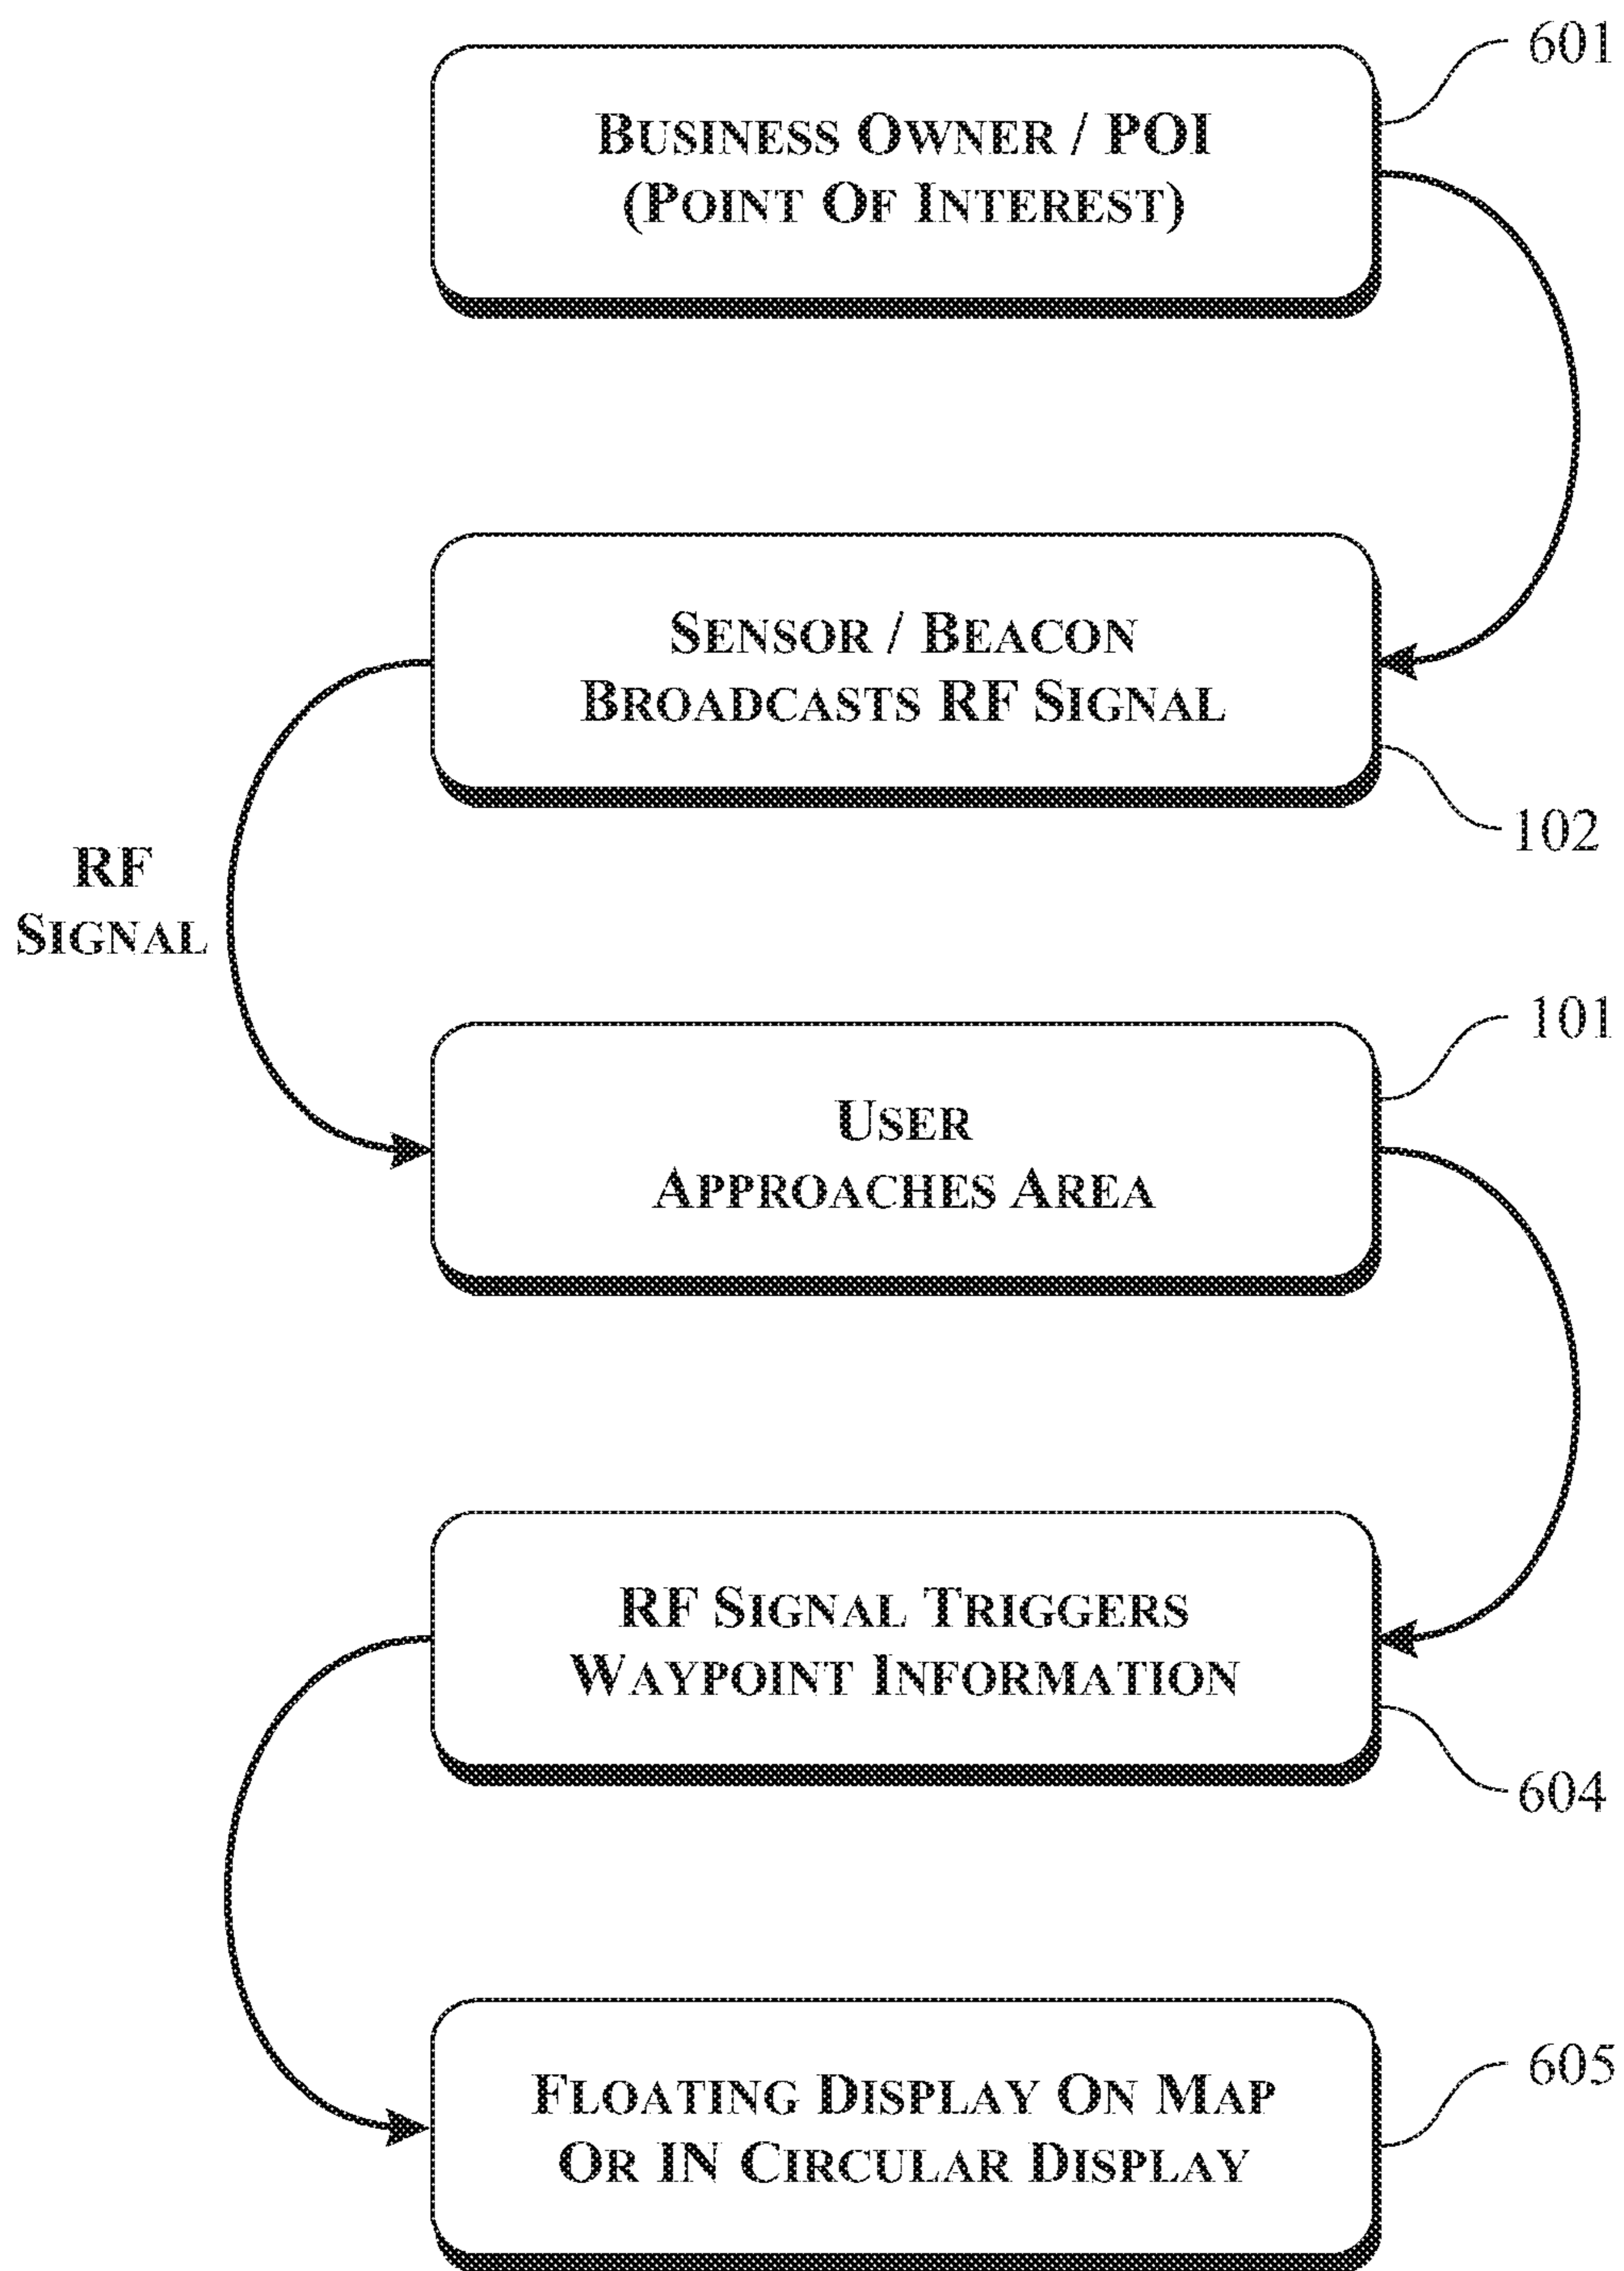 601
BUSINESS OWNER / POI
(POINT OF INTEREST)
SENSOR / BEACON
BROADCASTS RF SIGNAL
102
RF
SIGNAL
101
USER
APPROACHES AREA
RF SIGNAL TRIGGERS
WAYPOINT INFORMATION
604
605
FLOATING DISPLAY ON MAP
OR IN CIRCULAR DISPLAY